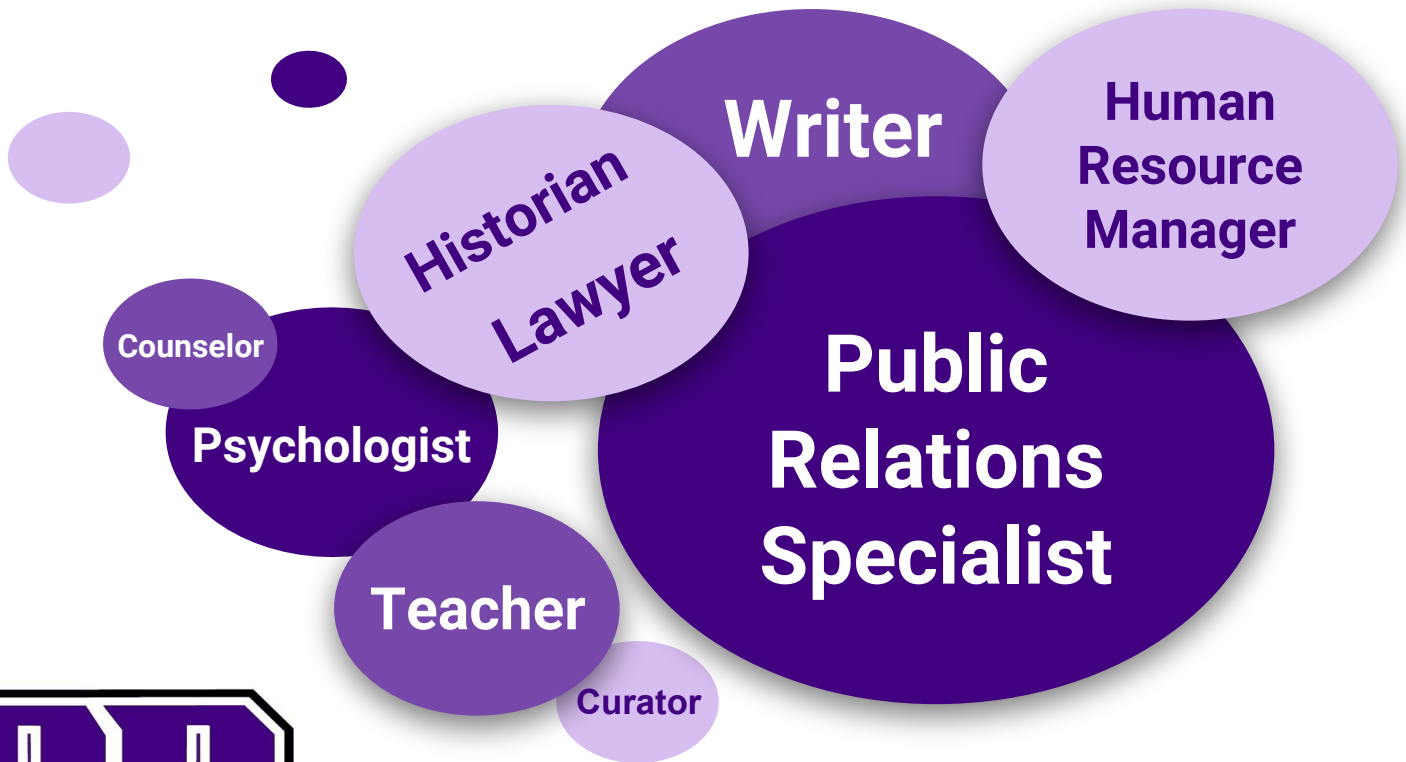 Writer
Human
Resource
Manager
Historian
Lawyer
Counselor
Psychologist
Public
Relations
Specialist
Teacher
Curator